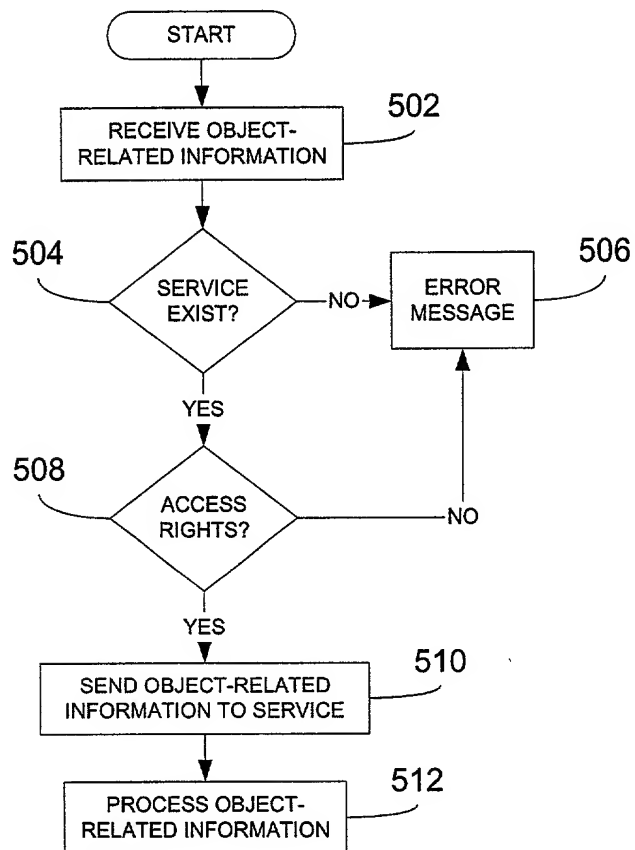 START
RECEIVE OBJECT-
RELATED INFORMATION
502
504
SERVICE
EXIST?
NO
ERROR
MESSAGE
506
YES
508
ACCESS
RIGHTS?
NO
YES
SEND OBJECT-RELATED
INFORMATION TO SERVICE
510
PROCESS OBJECT-
RELATED INFORMATION
512